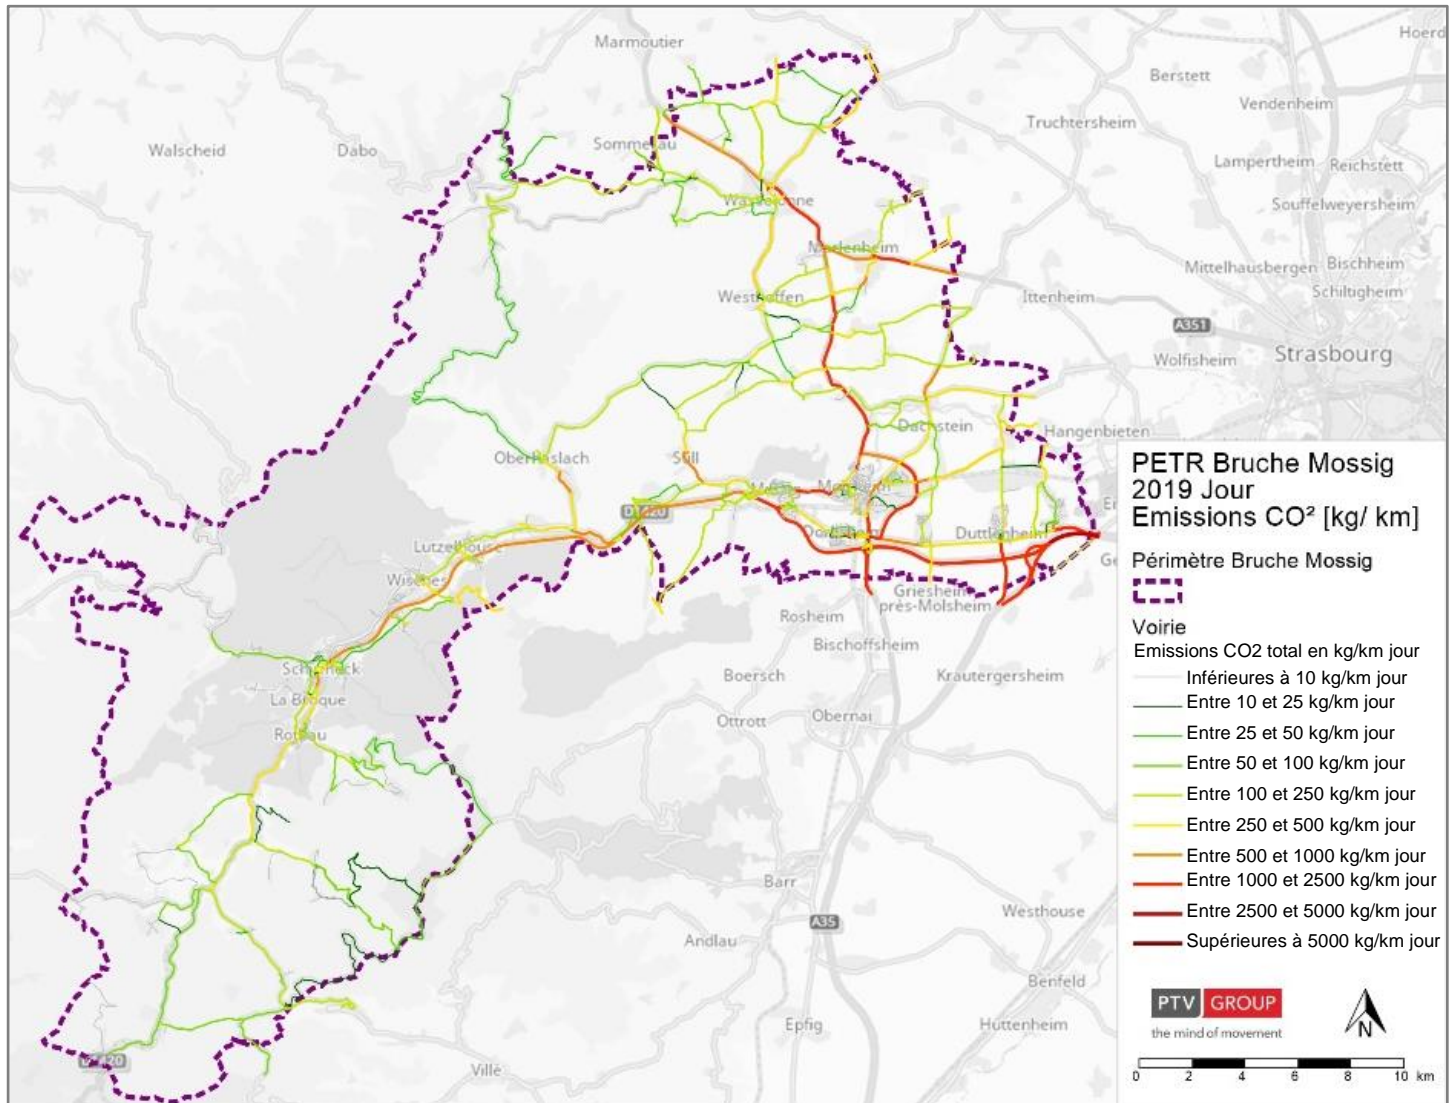 Marmoutier
Hoerd
Berstett
Vendenheim
Truchtersheim
Walscheid
Dabo
Sommerau
Lampertheim
Reichstett
Wasselonne
Souffelweyersheim
Marlenheim
Mittelhausbergen
Bischheim
Schiltigheim
Westhoffen
Ittenheim
A351
Wolfisheim
Strasbourg
Dachstein
Hangenbieten
Oberhaslach
Still
Mutzig
Molsheim
D1420
Dorlisheim
Duttlenheim
Ge
Lutzelhouse
Wisches
Griesheim
près-Molsheim
Rosheim
Bischoffsheim
Schirmeck
Boersch
Krautergersheim
La Broque
Ottrott
Obernai
Rothau
Barr
Westhouse
A35
Andlau
Benfeld
Epfig
Huttenheim
D1420
Villé
PETR Bruche Mossig
2019 Jour
Emissions CO² [kg/ km]
Périmètre Bruche Mossig
Voirie
Emissions CO2 total en kg/km jour
Inférieures à 10 kg/km jour
Entre 10 et 25 kg/km jour
Entre 25 et 50 kg/km jour
Entre 50 et 100 kg/km jour
Entre 100 et 250 kg/km jour
Entre 250 et 500 kg/km jour
Entre 500 et 1000 kg/km jour
Entre 1000 et 2500 kg/km jour
Entre 2500 et 5000 kg/km jour
Supérieures à 5000 kg/km jour
PTV GROUP
the mind of movement
N
0 2 4 6 8 10 km